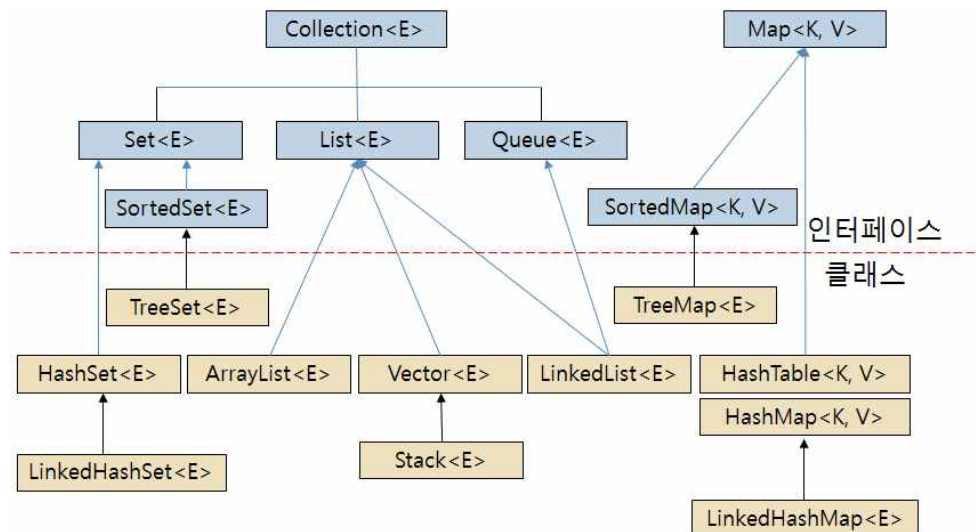 Collection<E>
Map<K, V>
Set<E>
List<E>
Queue<E>
SortedSet<E>
SortedMap<K, V>
인터페이스
클래스
TreeSet<E>
TreeMap<E>
HashSet<E>
ArrayList<E>
Vector<E>
LinkedList<E>
HashTable<K, V>
HashMap<K, V>
LinkedHashSet<E>
Stack<E>
LinkedHashMap<E>